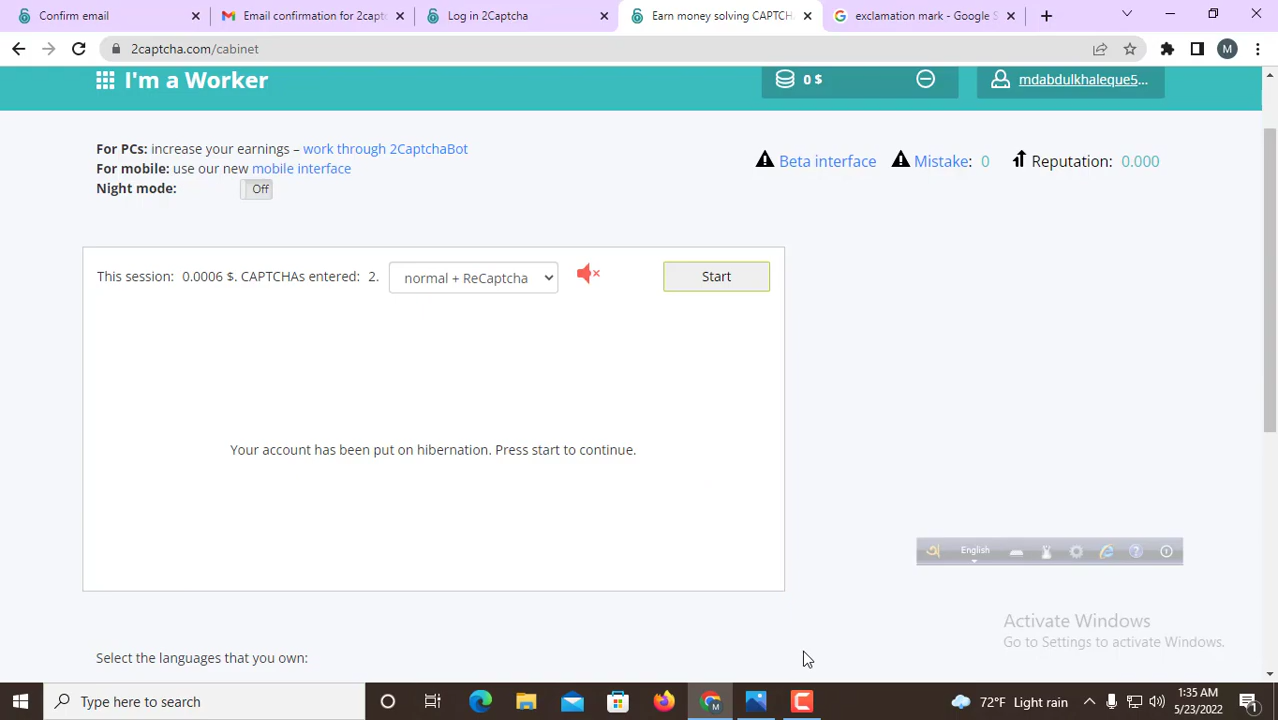 Confirm email
Email confirmation for 2capt
Log in 2Captcha
Earn money solving CAPTCH
exclamation mark - Google S
2captcha.com/cabinet
M
I'm a Worker
0 $
mdabdulkhaleque5...
For PCs: increase your earnings – work through 2CaptchaBot
For mobile: use our new mobile interface
Night mode: Off
Beta interface Mistake: 0 Reputation: 0.000
This session: 0.0006 $. CAPTCHAs entered: 2. normal + ReCaptcha Start
Your account has been put on hibernation. Press start to continue.
English
Activate Windows
Go to Settings to activate Windows.
Select the languages that you own:
Type here to search
72°F Light rain
1:35 AM
5/23/2022
1